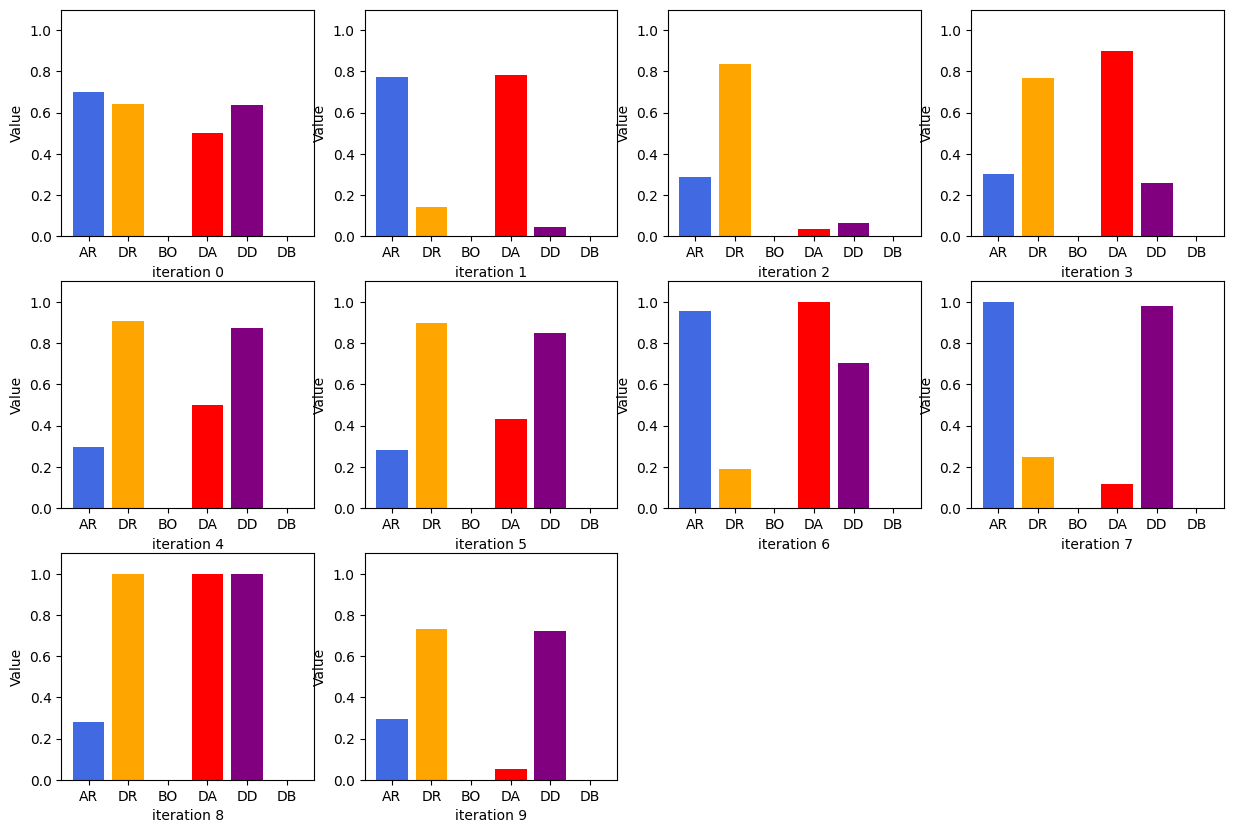 1.0
0.8
0.6
0.4
0.2
0.0
Value
AR DR BO DA DD DB
iteration 0
1.0
0.8
0.6
0.4
0.2
0.0
Value
AR DR BO DA DD DB
iteration 1
1.0
0.8
0.6
0.4
0.2
0.0
Value
AR DR BO DA DD DB
iteration 2
1.0
0.8
0.6
0.4
0.2
0.0
Value
AR DR BO DA DD DB
iteration 3
1.0
0.8
0.6
0.4
0.2
0.0
Value
AR DR BO DA DD DB
iteration 4
1.0
0.8
0.6
0.4
0.2
0.0
Value
AR DR BO DA DD DB
iteration 5
1.0
0.8
0.6
0.4
0.2
0.0
Value
AR DR BO DA DD DB
iteration 6
1.0
0.8
0.6
0.4
0.2
0.0
Value
AR DR BO DA DD DB
iteration 7
1.0
0.8
0.6
0.4
0.2
0.0
Value
AR DR BO DA DD DB
iteration 8
1.0
0.8
0.6
0.4
0.2
0.0
Value
AR DR BO DA DD DB
iteration 9